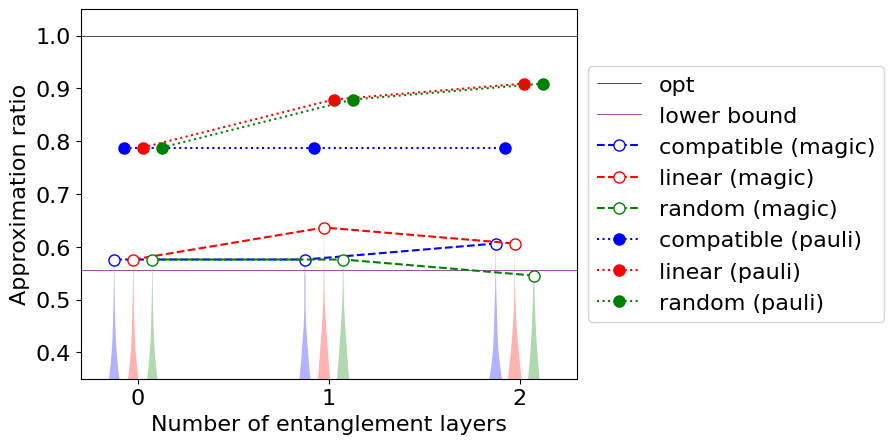 Approximation ratio
1.0
0.9
0.8
0.7
0.6
0.5
0.4
0
1
2
Number of entanglement layers
opt
lower bound
compatible (magic)
linear (magic)
random (magic)
compatible (pauli)
linear (pauli)
random (pauli)